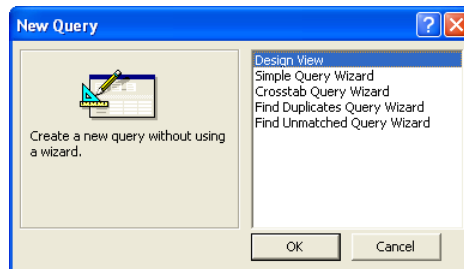 New Query
Create a new query without using
a wizard.
Design View
Simple Query Wizard
Crosstab Query Wizard
Find Duplicates Query Wizard
Find Unmatched Query Wizard
OK
Cancel